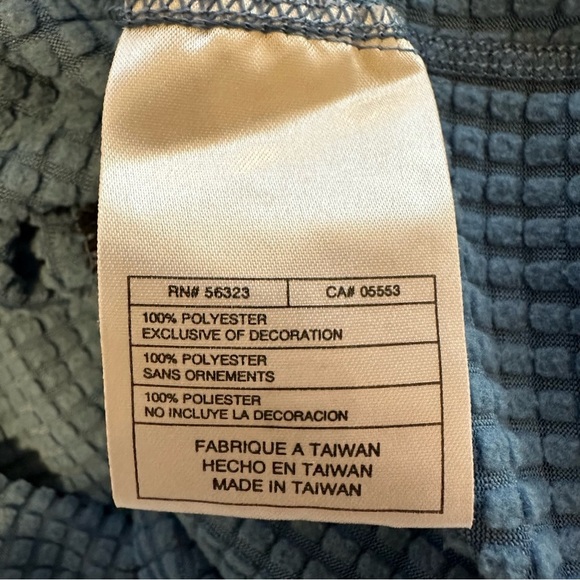 RN# 56323 CA# 05553
100% POLYESTER
EXCLUSIVE OF DECORATION
100% POLYESTER
SANS ORNEMENTS
100% POLIESTER
NO INCLUYE LA DECORACION
FABRIQUE A TAIWAN
HECHO EN TAIWAN
MADE IN TAIWAN